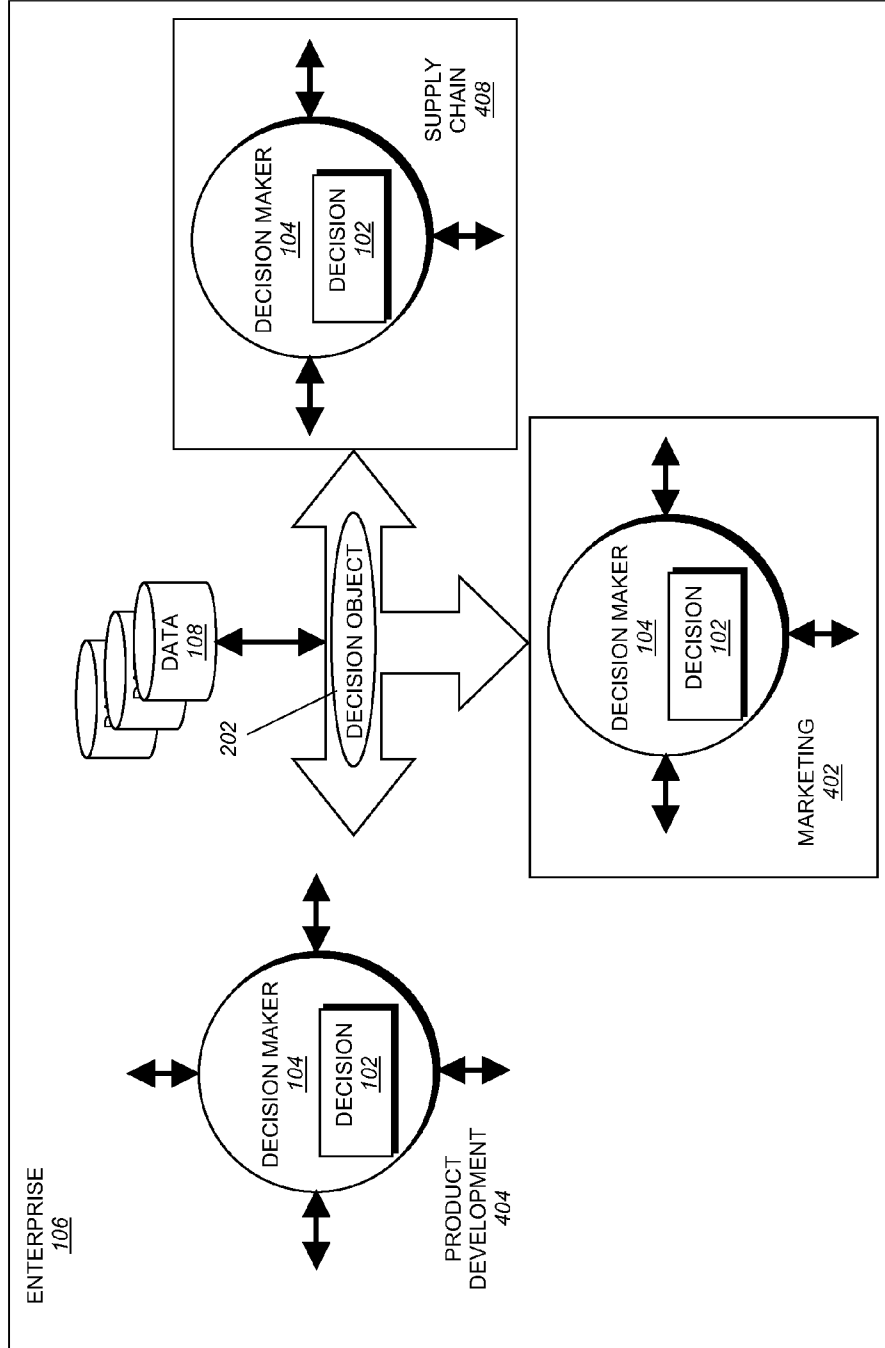 ENTERPRISE
106
DATA
108
202
DECISION OBJECT
DECISION MAKER
104
DECISION
102
PRODUCT
DEVELOPMENT
404
DECISION MAKER
104
DECISION
102
SUPPLY
CHAIN
408
DECISION MAKER
104
DECISION
102
MARKETING
402